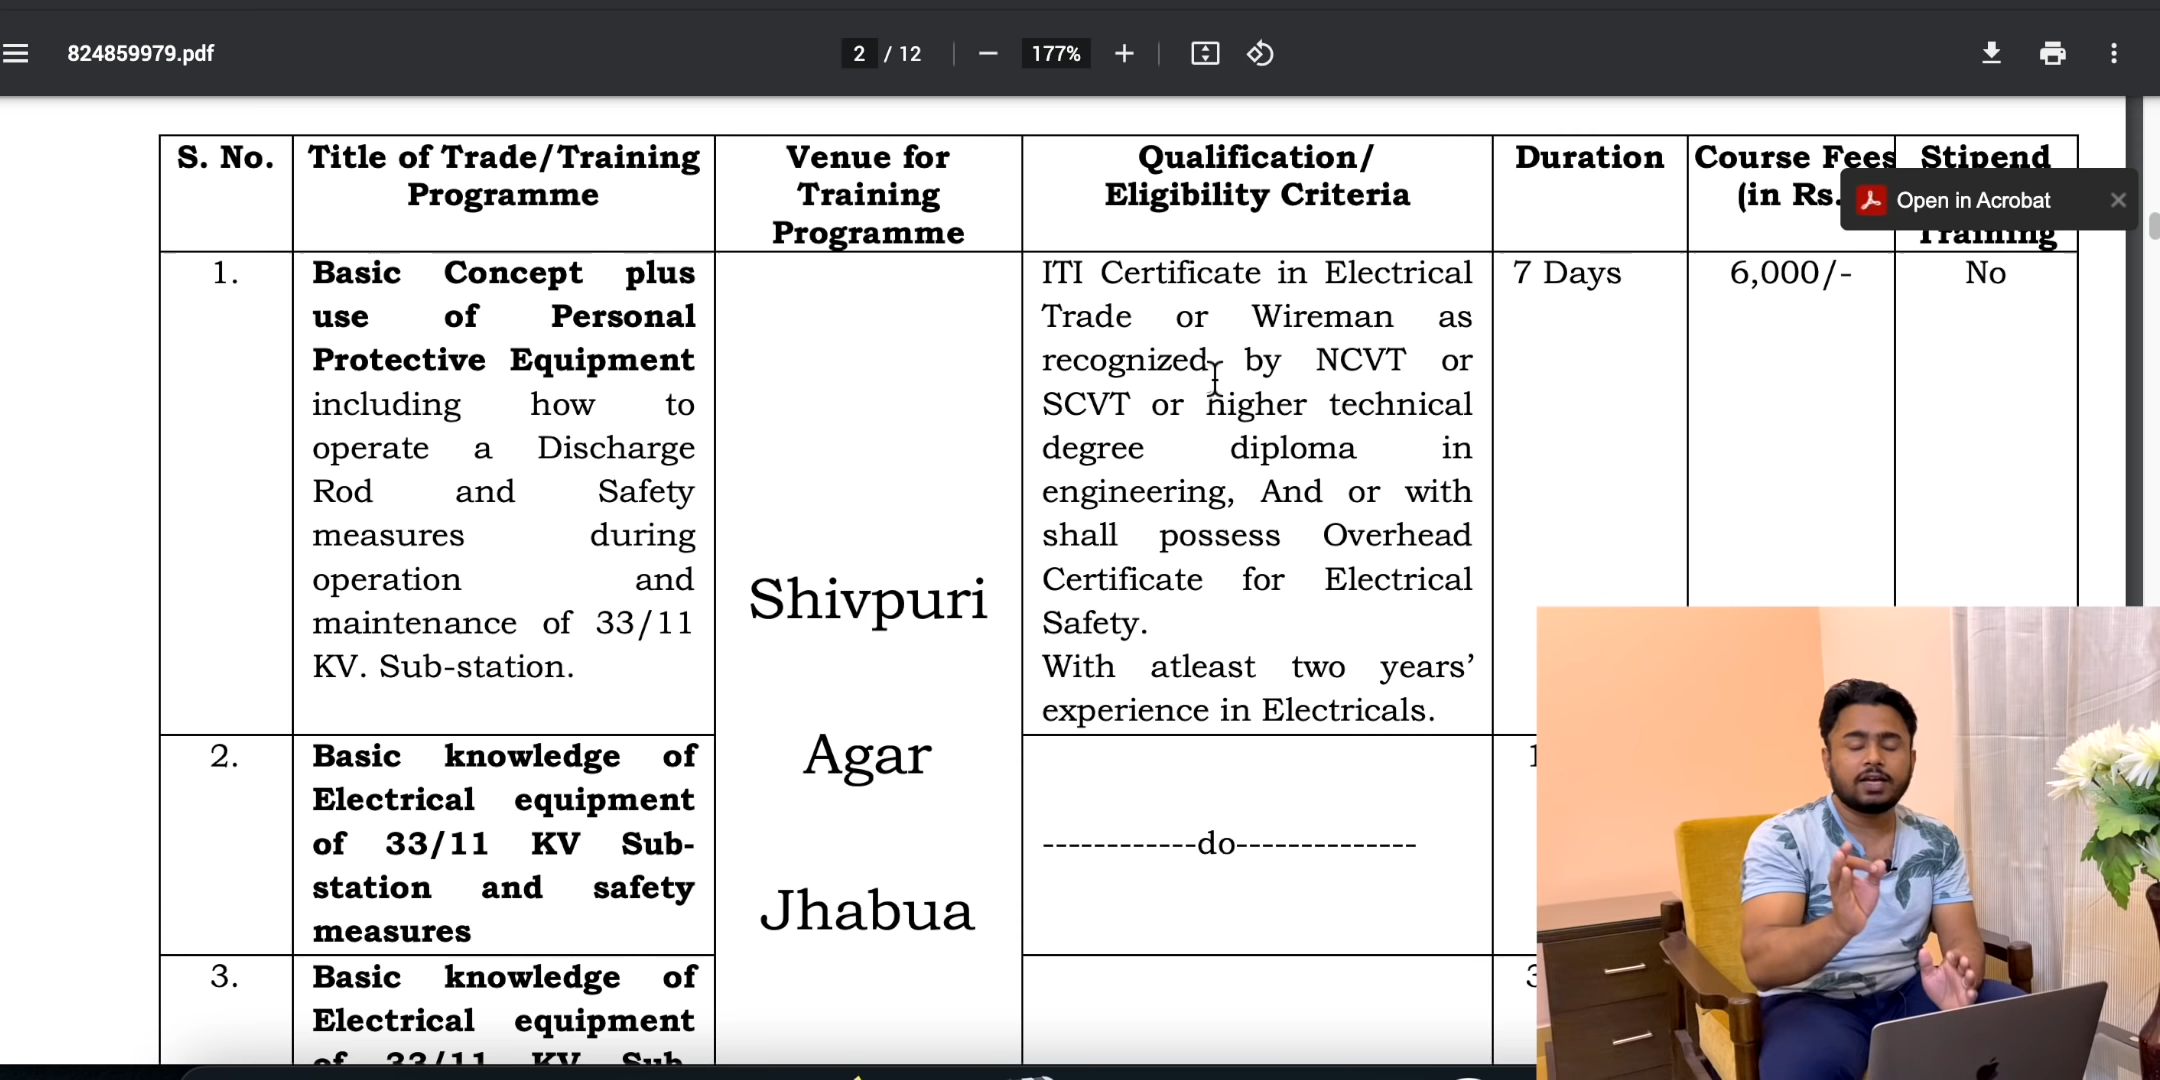 824859979.pdf
2 / 12
177%
Open in Acrobat
S. No.
Title of Trade/Training
Programme
Venue for
Training
Programme
Qualification/
Eligibility Criteria
Duration
Course Fees
(in Rs.
Stipend
Training
1.
Basic Concept plus
use of Personal
Protective Equipment
including how to
operate a Discharge
Rod and Safety
measures during
operation and
maintenance of 33/11
KV. Sub-station.
Shivpuri
Agar
Jhabua
ITI Certificate in Electrical
Trade or Wireman as
recognized by NCVT or
SCVT or higher technical
degree diploma in
engineering, And or with
shall possess Overhead
Certificate for Electrical
Safety.
With atleast two years’
experience in Electricals.
7 Days
6,000/-
No
2.
Basic knowledge of
Electrical equipment
of 33/11 KV Sub-
station and safety
measures
------------do--------------
3.
Basic knowledge of
Electrical equipment
of 33/11 KV Sub-